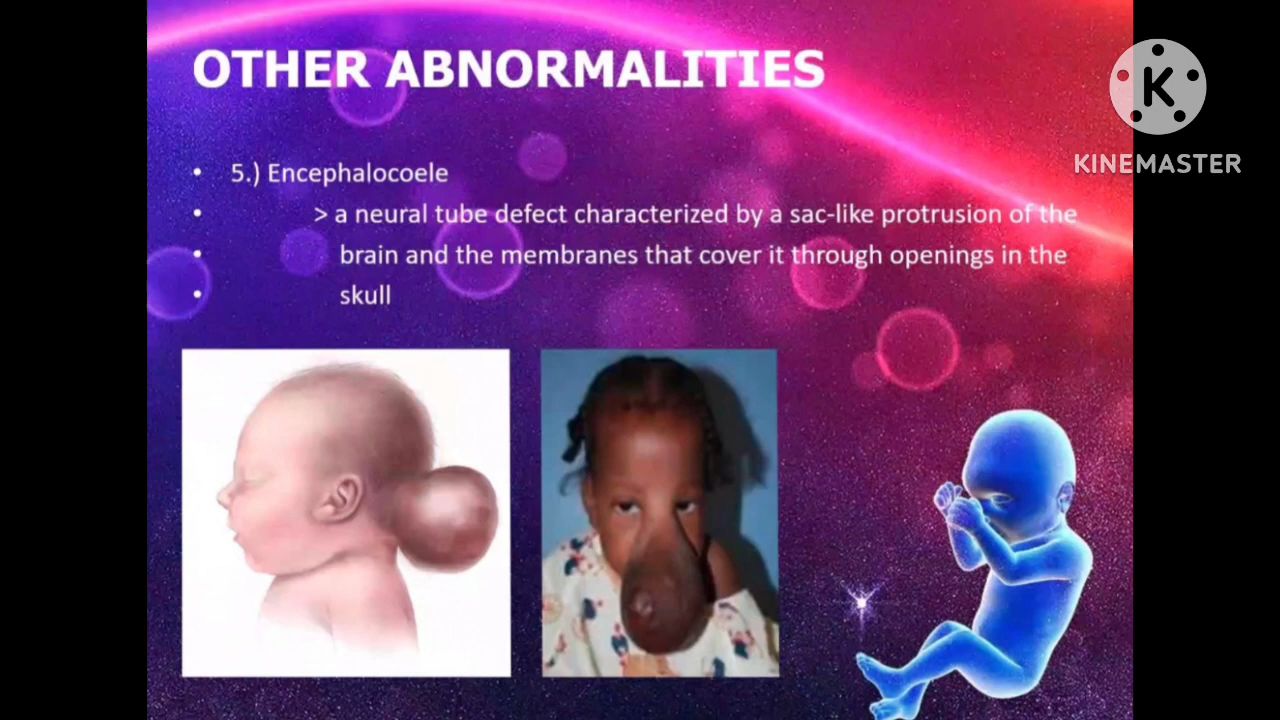 OTHER ABNORMALITIES
K
KINEMASTER
• 5.) Encephalocoele
• > a neural tube defect characterized by a sac-like protrusion of the
• brain and the membranes that cover it through openings in the
• skull